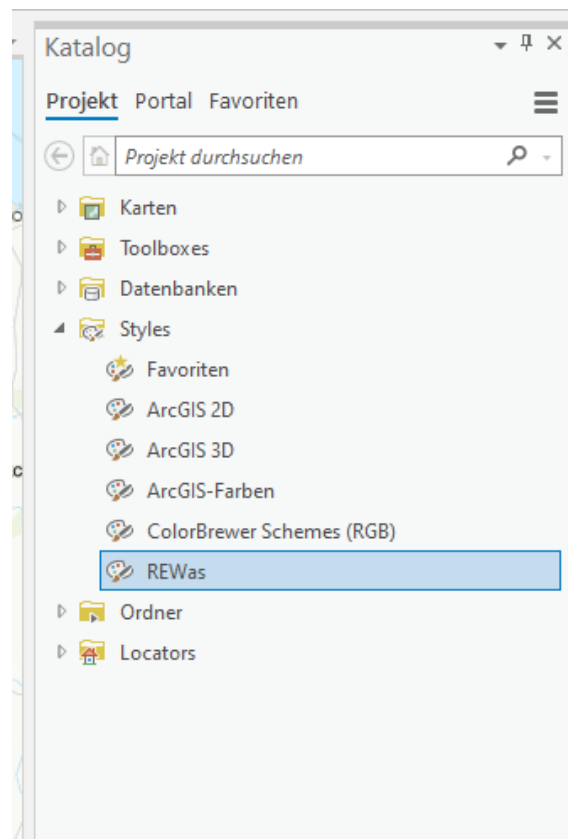 Katalog
Projekt Portal Favoriten
Projekt durchsuchen
Karten
Toolboxes
Datenbanken
Styles
Favoriten
ArcGIS 2D
ArcGIS 3D
ArcGIS-Farben
ColorBrewer Schemes (RGB)
REWas
Ordner
Locators